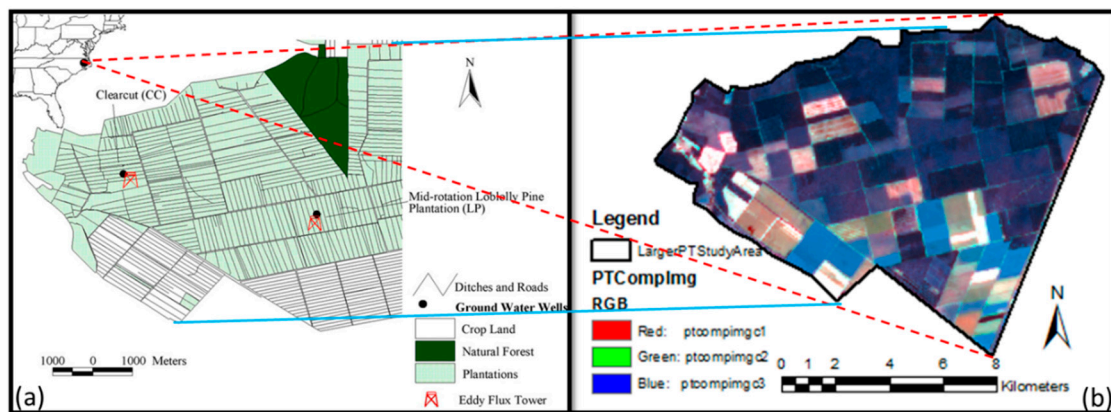 Clearcut (CC)
N
Mid-rotation Loblolly Pine
Plantation (LP)
Ditches and Roads
Ground Water Wells
Crop Land
Natural Forest
Plantations
Eddy Flux Tower
1000 0 1000 Meters
(a)
Legend
LargerPTStudyArea
PTCompImg
RGB
Red: ptcompimgc1
Green: ptcompimgc2
Blue: ptcompimgc3
N
0 1 2 4 6 8
Kilometers
(b)